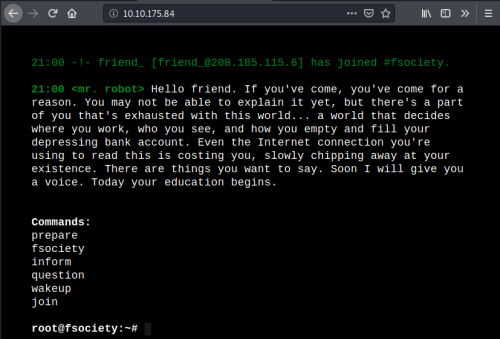 10.10.175.84
21:00 -!- friend_ [friend_@208.185.115.6] has joined #fsociety.
21:00 <mr. robot> Hello friend. If you've come, you've come for a
reason. You may not be able to explain it yet, but there's a part
of you that's exhausted with this world... a world that decides
where you work, who you see, and how you empty and fill your
depressing bank account. Even the Internet connection you're
using to read this is costing you, slowly chipping away at your
existence. There are things you want to say. Soon I will give you
a voice. Today your education begins.
Commands:
prepare
fsociety
inform
question
wakeup
join
root@fsociety:~#